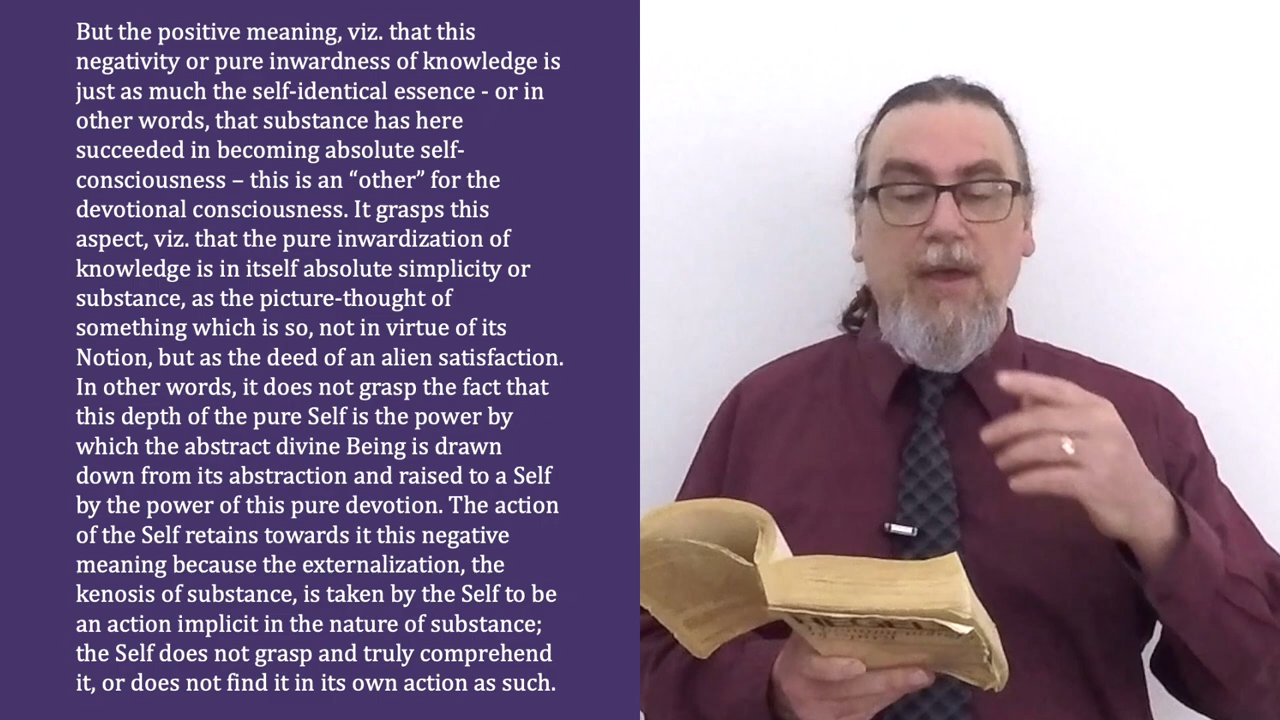 But the positive meaning, viz. that this
negativity or pure inwardness of knowledge is
just as much the self-identical essence - or in
other words, that substance has here
succeeded in becoming absolute self-
consciousness – this is an “other” for the
devotional consciousness. It grasps this
aspect, viz. that the pure inwardization of
knowledge is in itself absolute simplicity or
substance, as the picture-thought of
something which is so, not in virtue of its
Notion, but as the deed of an alien satisfaction.
In other words, it does not grasp the fact that
this depth of the pure Self is the power by
which the abstract divine Being is drawn
down from its abstraction and raised to a Self
by the power of this pure devotion. The action
of the Self retains towards it this negative
meaning because the externalization, the
kenosis of substance, is taken by the Self to be
an action implicit in the nature of substance;
the Self does not grasp and truly comprehend
it, or does not find it in its own action as such.
HEGEL'S